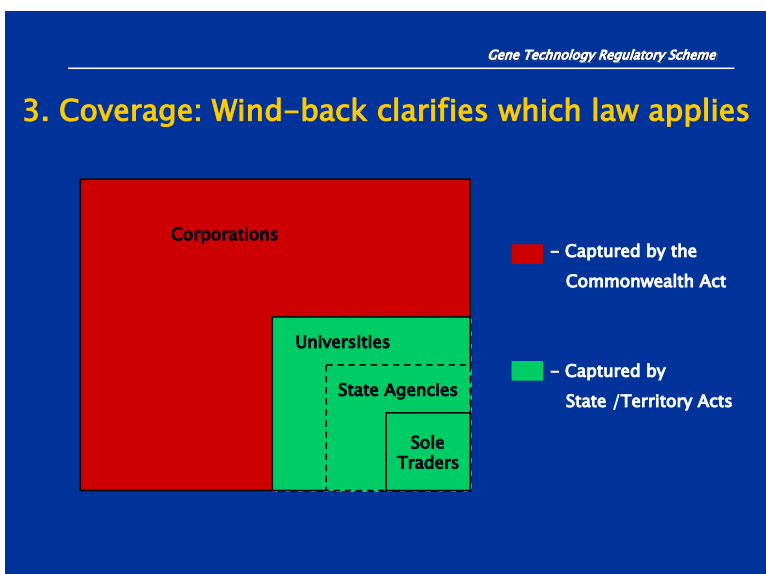 Gene Technology Regulatory Scheme
3. Coverage: Wind-back clarifies which law applies
Corporations
Universities
State Agencies
Sole
Traders
- Captured by the
Commonwealth Act
- Captured by
State /Territory Acts